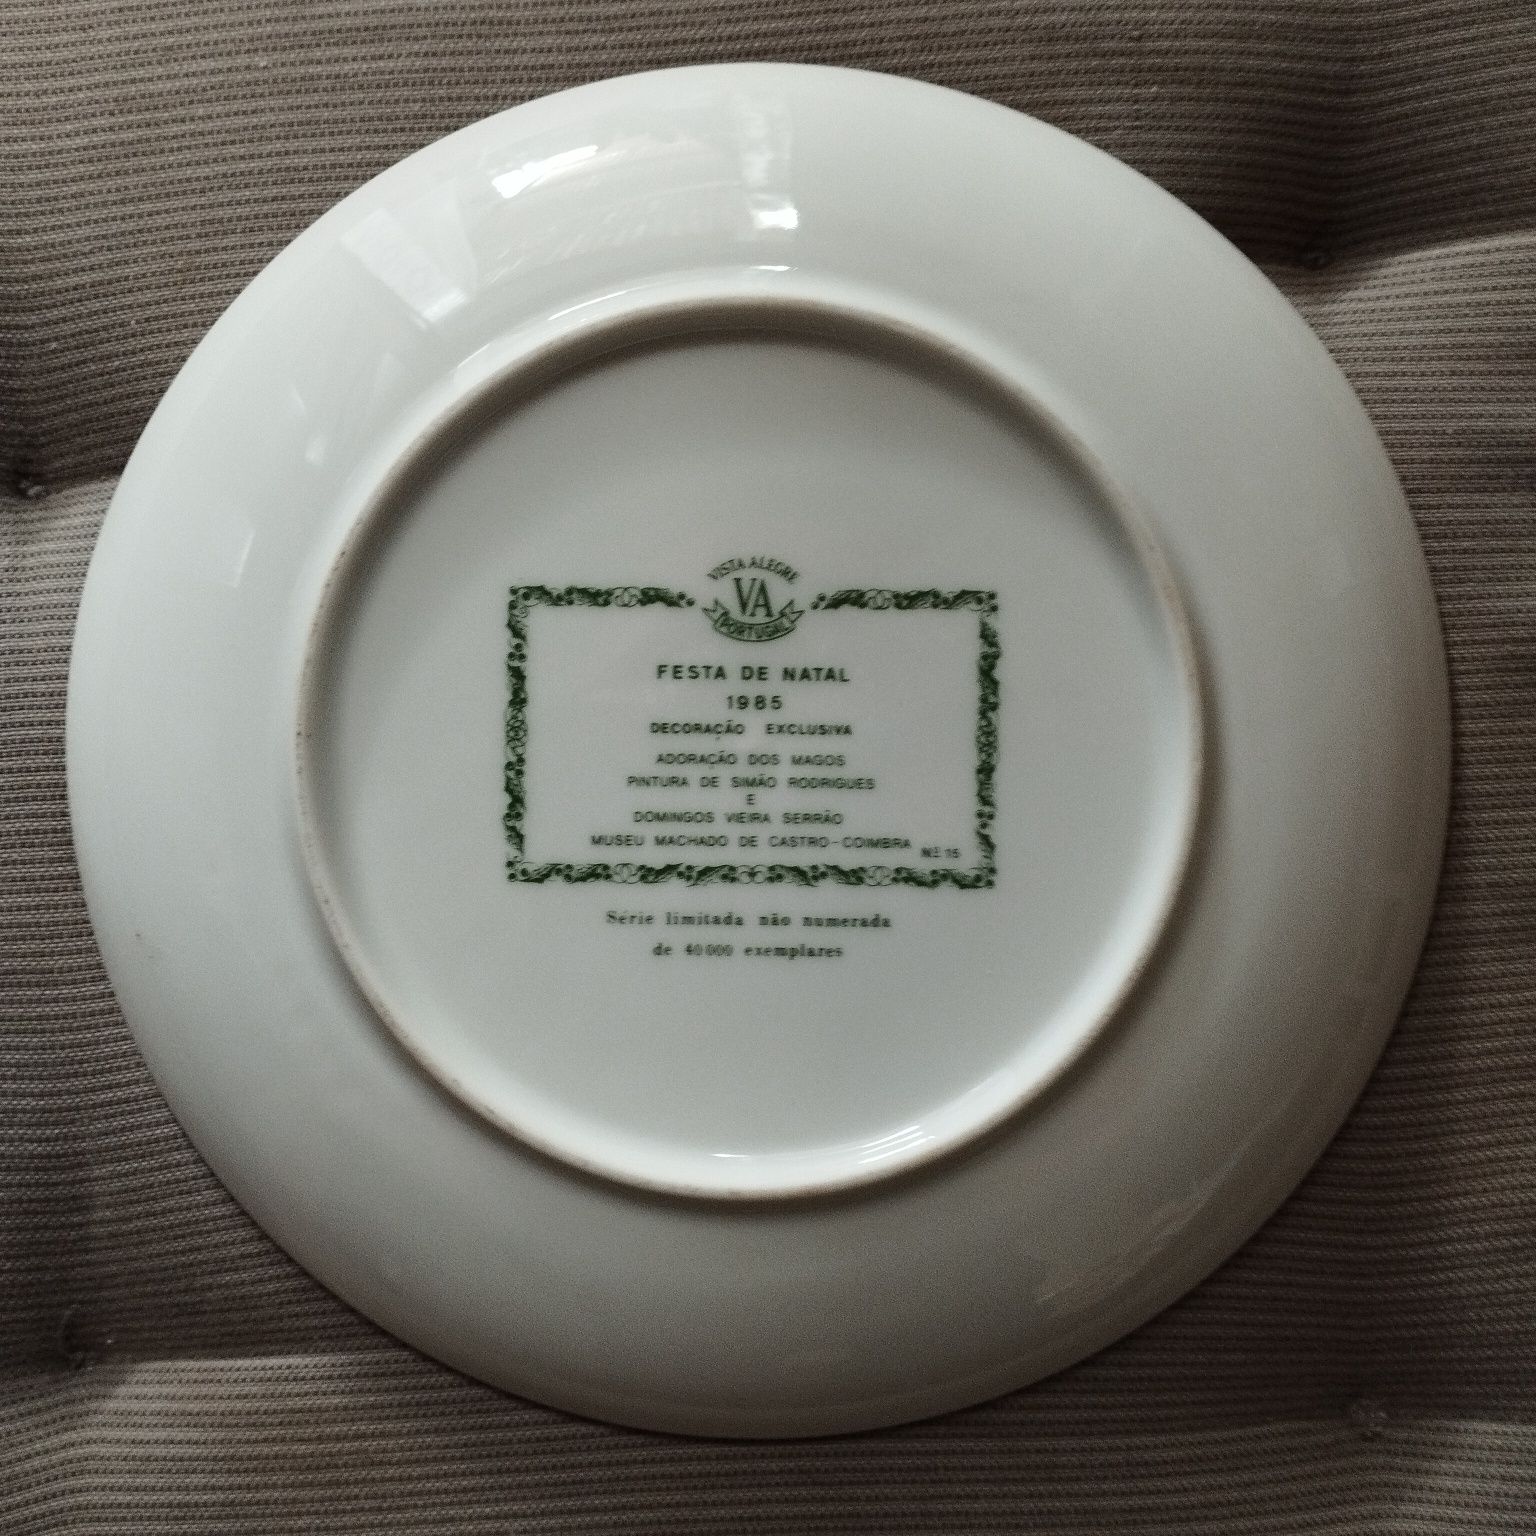 VISTA ALEGRE
VA
PORTUGAL
FESTA DE NATAL
1985
DECORAÇÃO EXCLUSIVA
ADORAÇÃO DOS MAGOS
PINTURA DE SIMÃO RODRIGUES
E
DOMINGOS VIEIRA SERRÃO
MUSEU MACHADO DE CASTRO-COIMBRA
Nº 15
Série limitada não numerada
de 40000 exemplares